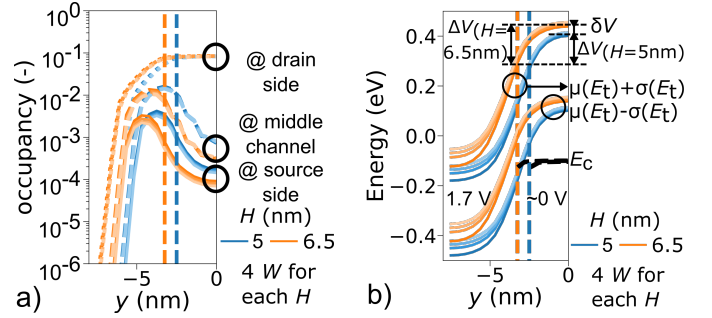 a)
occupancy (-)
10⁰
10⁻¹
10⁻²
10⁻³
10⁻⁴
10⁻⁵
10⁻⁶
−5
0
y (nm)
@ drain
side
@ middle
channel
@ source
side
H (nm)
5
6.5
4 W for
each H
b)
Energy (eV)
0.4
0.2
0.0
−0.2
−0.4
−5
0
y (nm)
ΔV(H=
6.5nm)
δV
ΔV(H=5nm)
μ(Eₜ)+σ(Eₜ)
μ(Eₜ)-σ(Eₜ)
E_C
1.7 V
~0 V
H (nm)
5
6.5
4 W for
each H